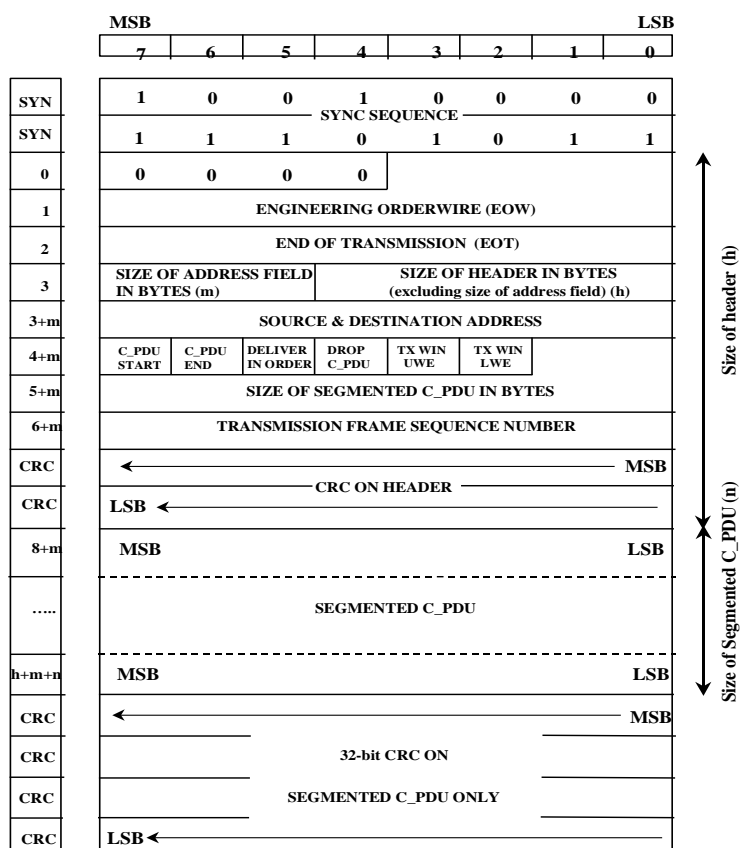 MSB LSB
7 6 5 4 3 2 1 0
SYN 1 0 0 1 0 0 0 0
SYNC SEQUENCE
SYN 1 1 1 0 1 0 1 1
0 0 0 0 0
1 ENGINEERING ORDERWIRE (EOW)
2 END OF TRANSMISSION (EOT)
3 SIZE OF ADDRESS FIELD IN BYTES (m) SIZE OF HEADER IN BYTES (excluding size of address field) (h)
3+m SOURCE & DESTINATION ADDRESS
4+m C_PDU START C_PDU END DELIVER IN ORDER DROP C_PDU TX WIN UWE TX WIN LWE
5+m SIZE OF SEGMENTED C_PDU IN BYTES
6+m TRANSMISSION FRAME SEQUENCE NUMBER
CRC MSB
CRC ON HEADER
CRC LSB
Size of header (h)
8+m MSB LSB
..... SEGMENTED C_PDU
h+m+n MSB LSB
Size of Segmented C_PDU (n)
CRC MSB
CRC 32-bit CRC ON
CRC SEGMENTED C_PDU ONLY
CRC LSB